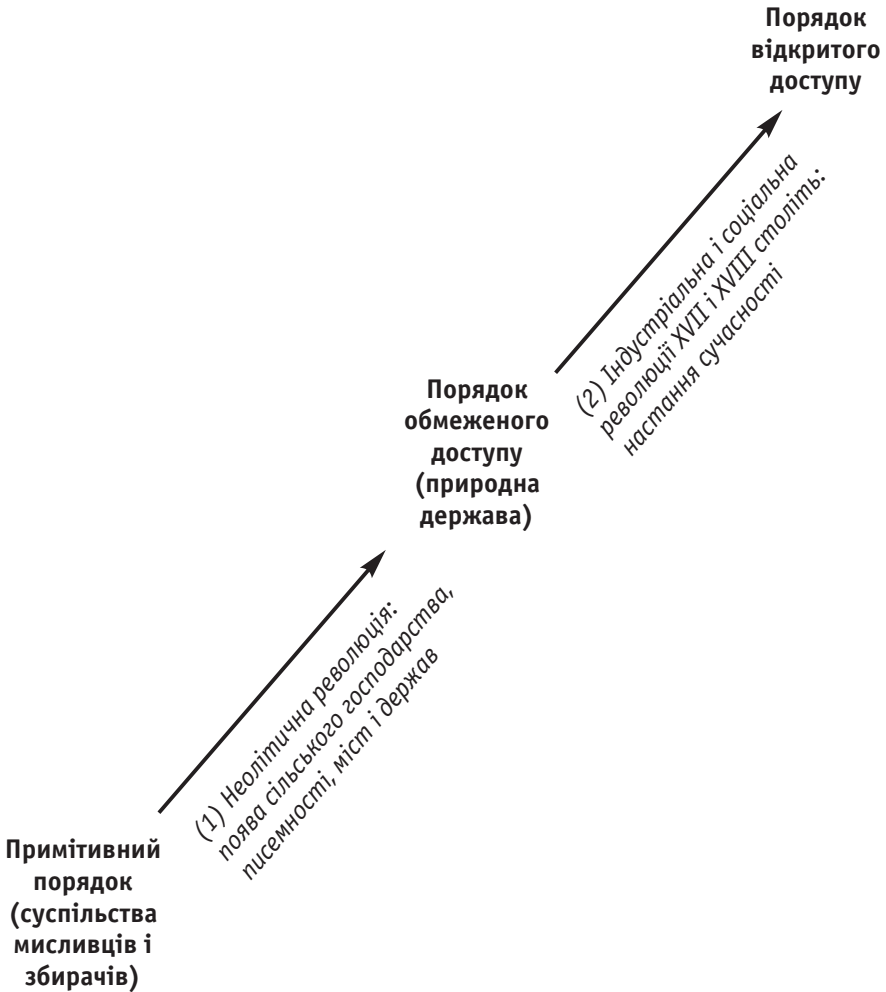 Порядок
відкритого
доступу
(2) Індустріальна і соціальна
революції XVII і XVIII століть:
настання сучасності
Порядок
обмеженого
доступу
(природна
держава)
(1) Неолітична революція:
поява сільського господарства,
писемності, міст і держав
Примітивний
порядок
(суспільства
мисливців і
збирачів)